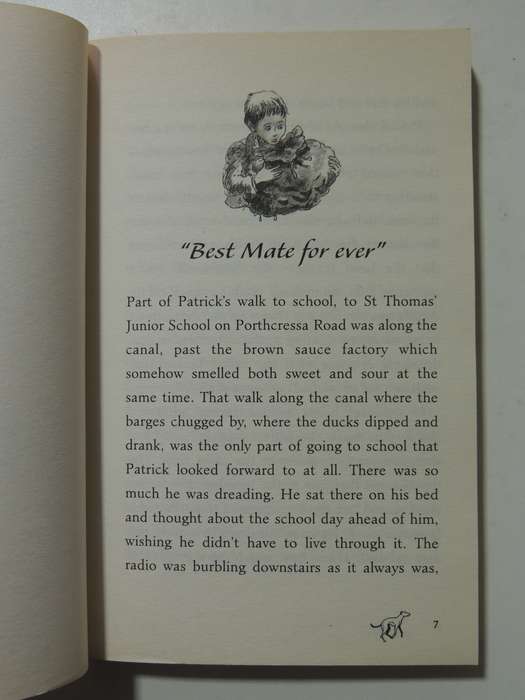 “Best Mate for ever”
Part of Patrick’s walk to school, to St Thomas’
Junior School on Porthcressa Road was along the
canal, past the brown sauce factory which
somehow smelled both sweet and sour at the
same time. That walk along the canal where the
barges chugged by, where the ducks dipped and
drank, was the only part of going to school that
Patrick looked forward to at all. There was so
much he was dreading. He sat there on his bed
and thought about the school day ahead of him,
wishing he didn’t have to live through it. The
radio was burbling downstairs as it always was,
7